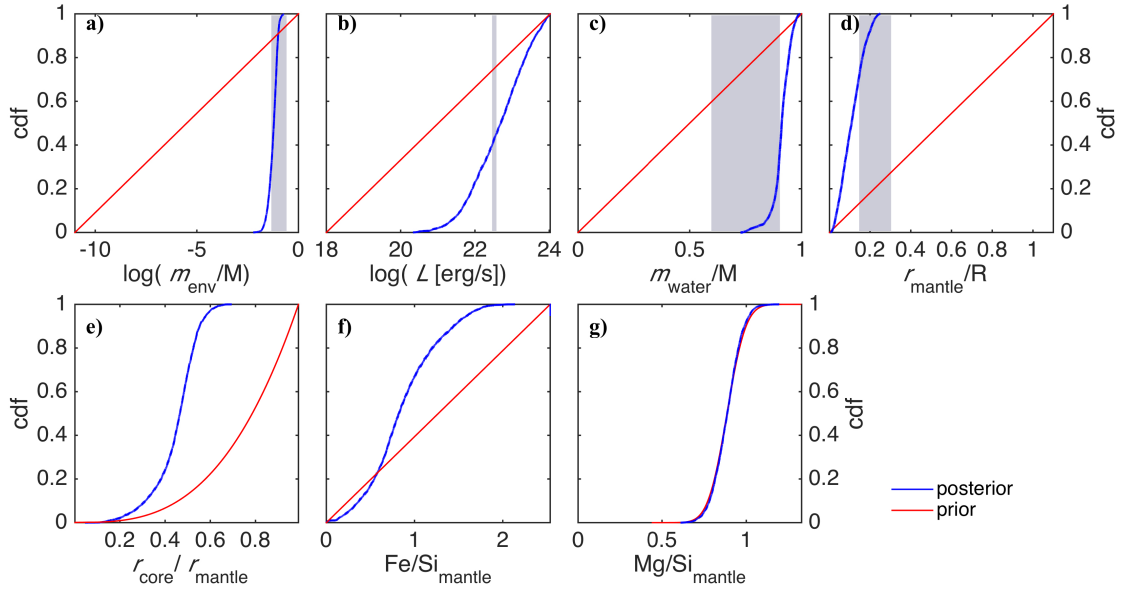 a) b) c) d)
1 0.8 0.6 0.4 0.2 0
cdf
1 0.8 0.6 0.4 0.2 0
cdf
-10 -5 0
18 20 22 24
0 0.5 1
0.2 0.4 0.6 0.8 1
log( m_env/M)
log( L [erg/s])
m_water/M
r_mantle/R
e) f) g)
1 0.8 0.6 0.4 0.2 0
cdf
1 0.8 0.6 0.4 0.2 0
cdf
0.2 0.4 0.6 0.8
0 1 2
0 0.5 1
r_core/ r_mantle
Fe/Si_mantle
Mg/Si_mantle
posterior
prior